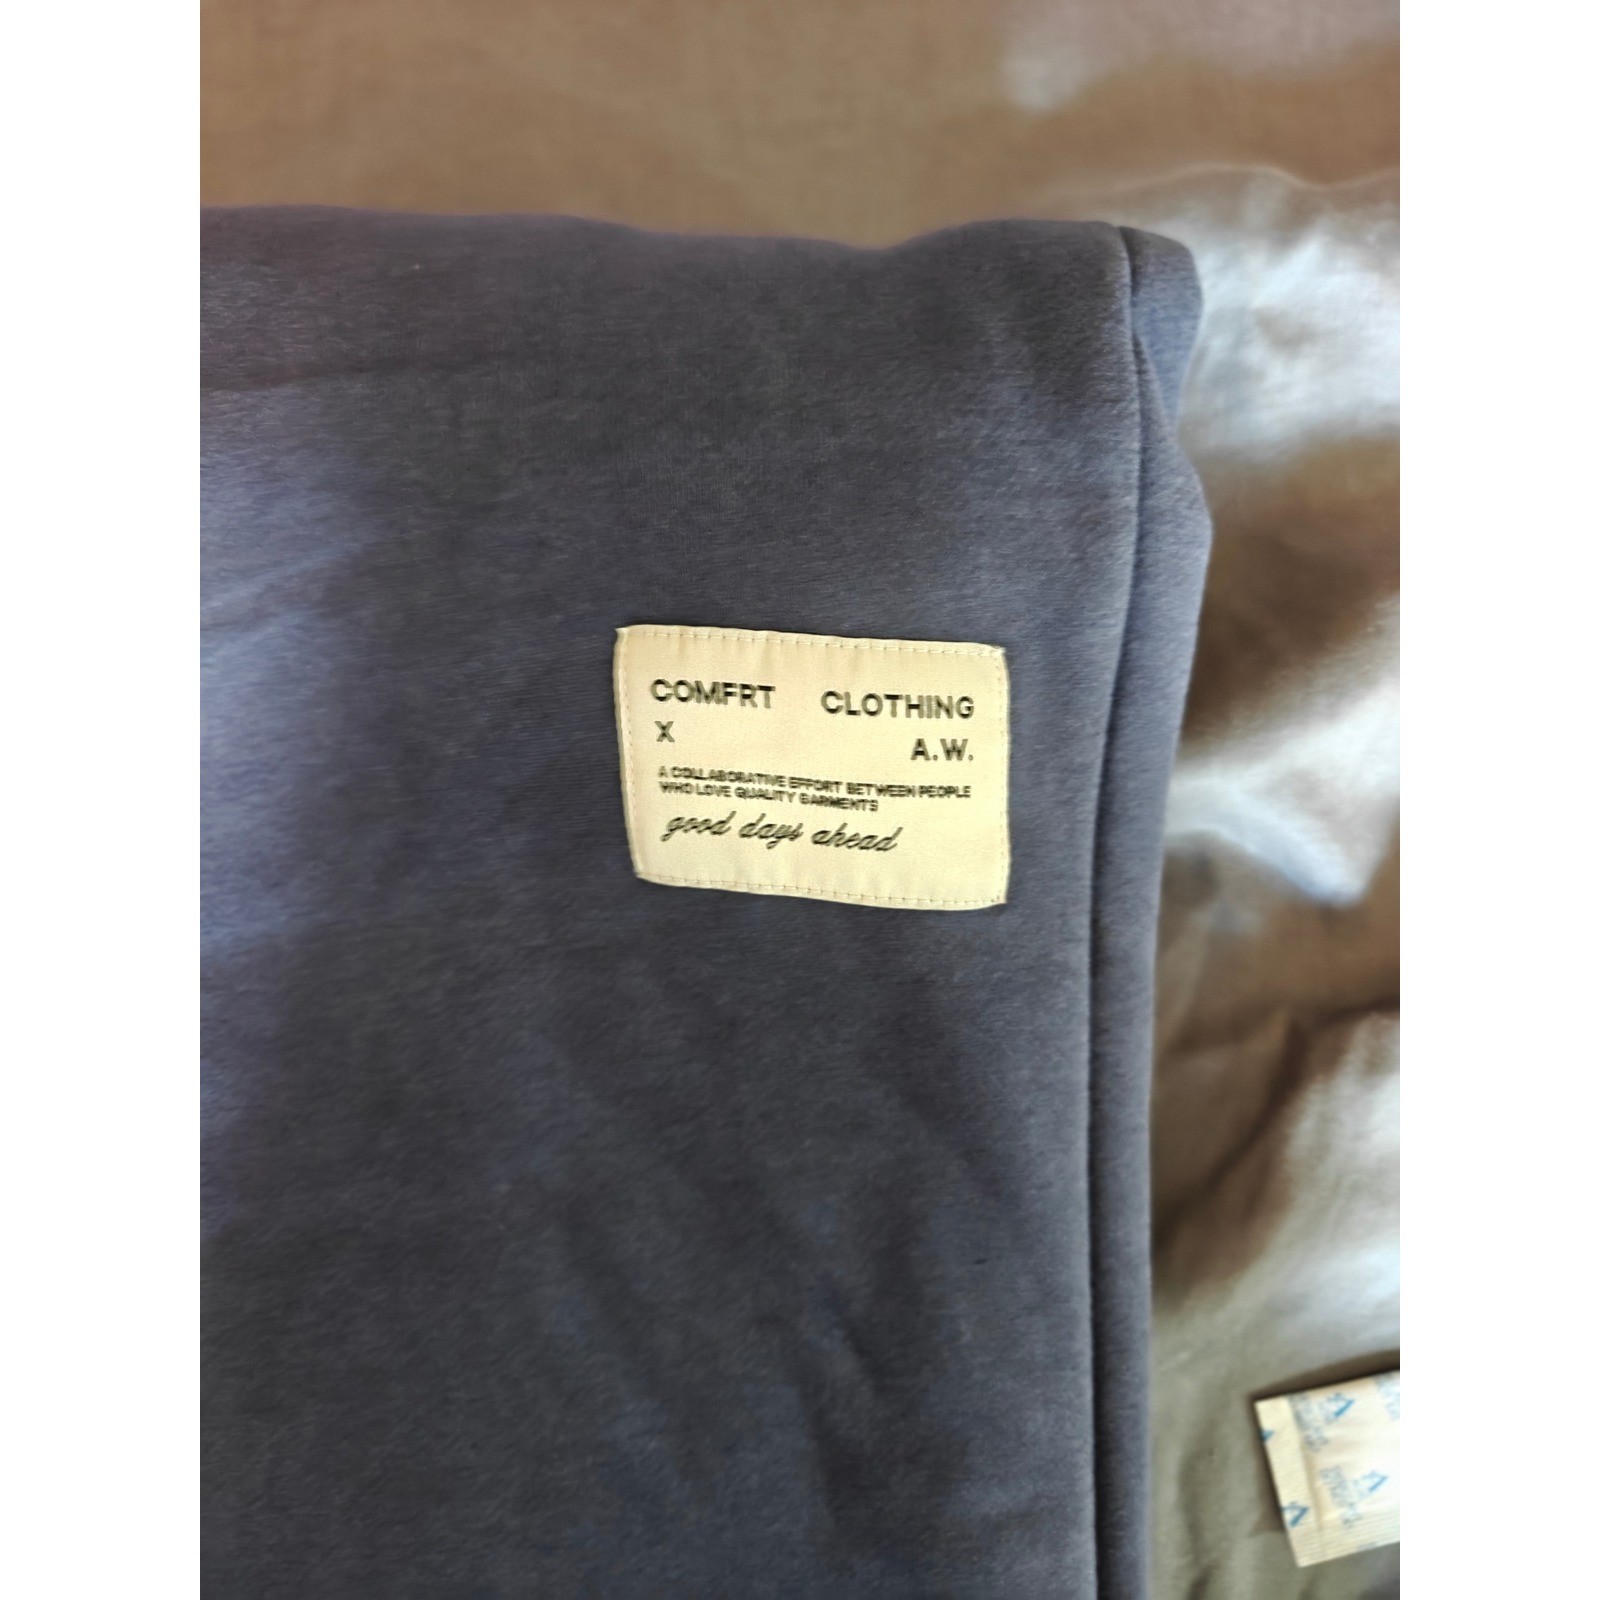 COMFRT CLOTHING
X A.W.
A COLLABORATIVE EFFORT BETWEEN PEOPLE
WHO LOVE QUALITY GARMENTS
good days ahead